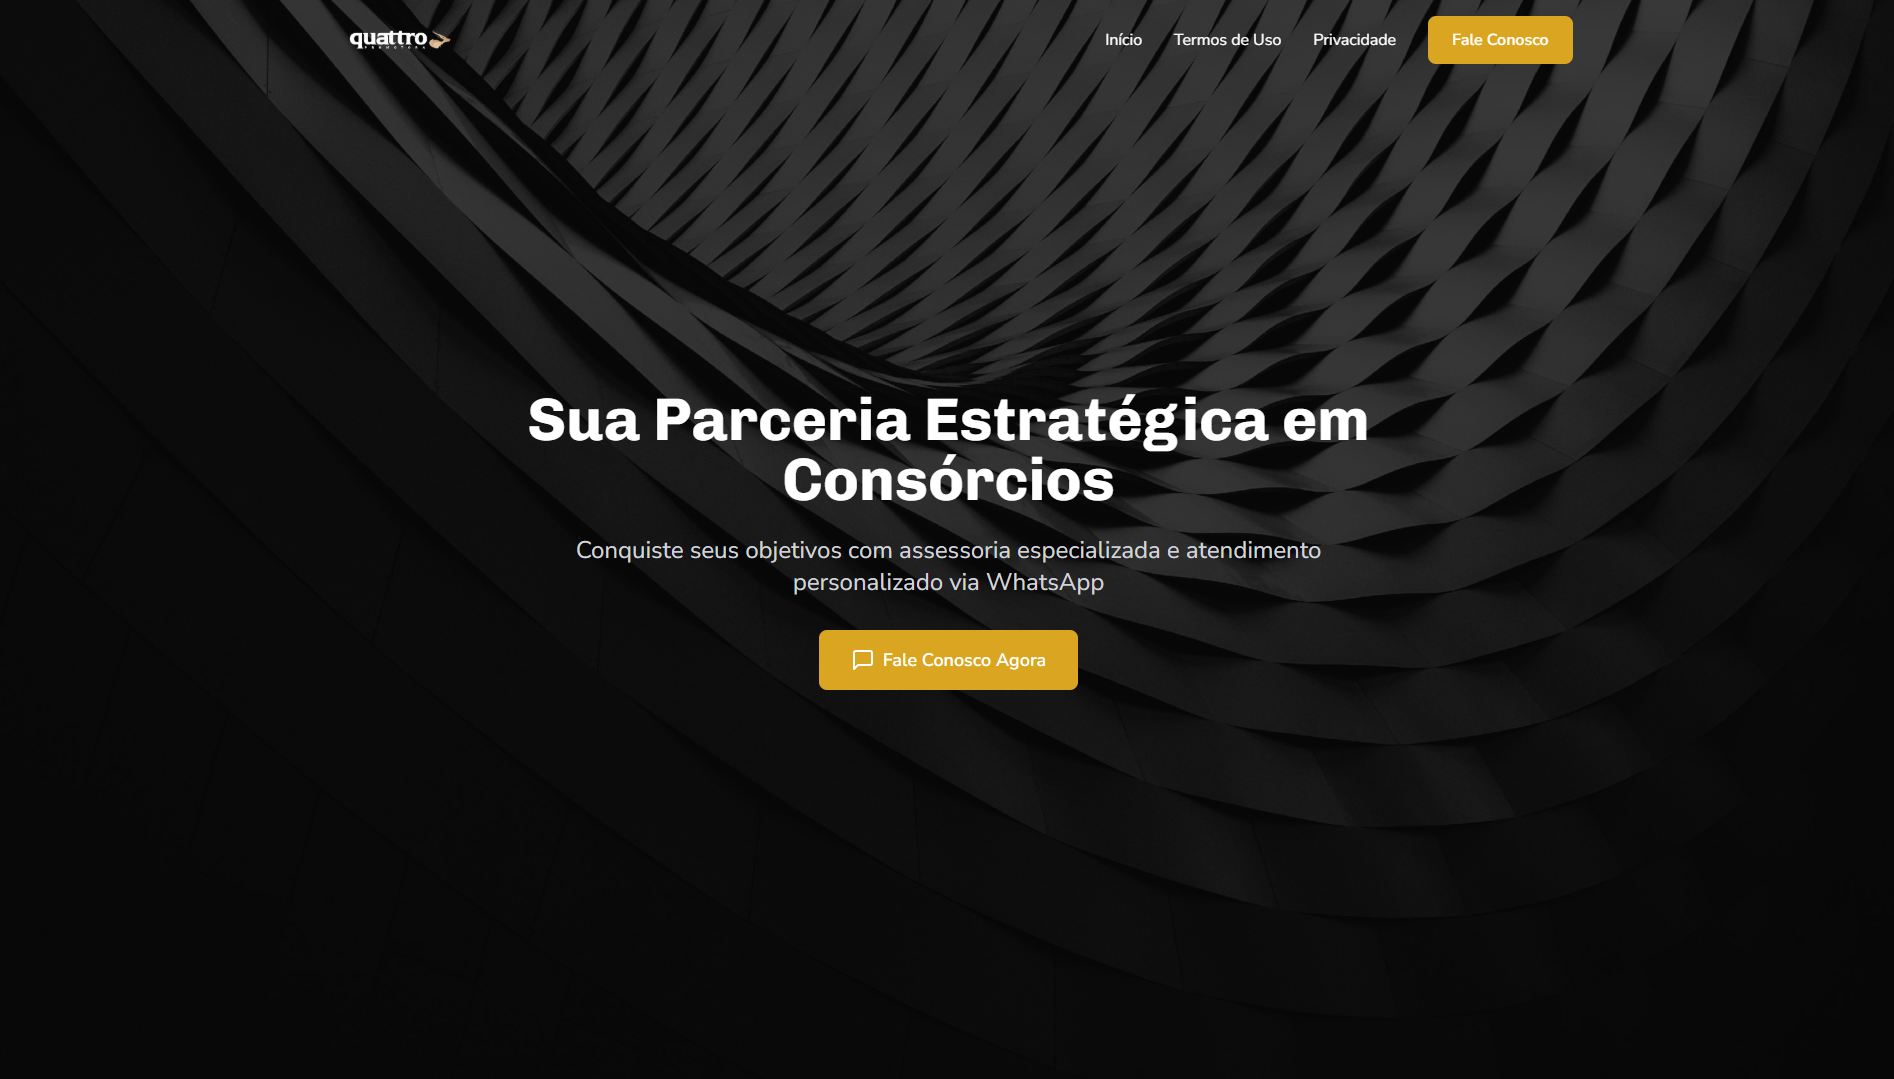 quattro
PROMOTORA
Início
Termos de Uso
Privacidade
Fale Conosco
Sua Parceria Estratégica em
Consórcios
Conquiste seus objetivos com assessoria especializada e atendimento
personalizado via WhatsApp
Fale Conosco Agora